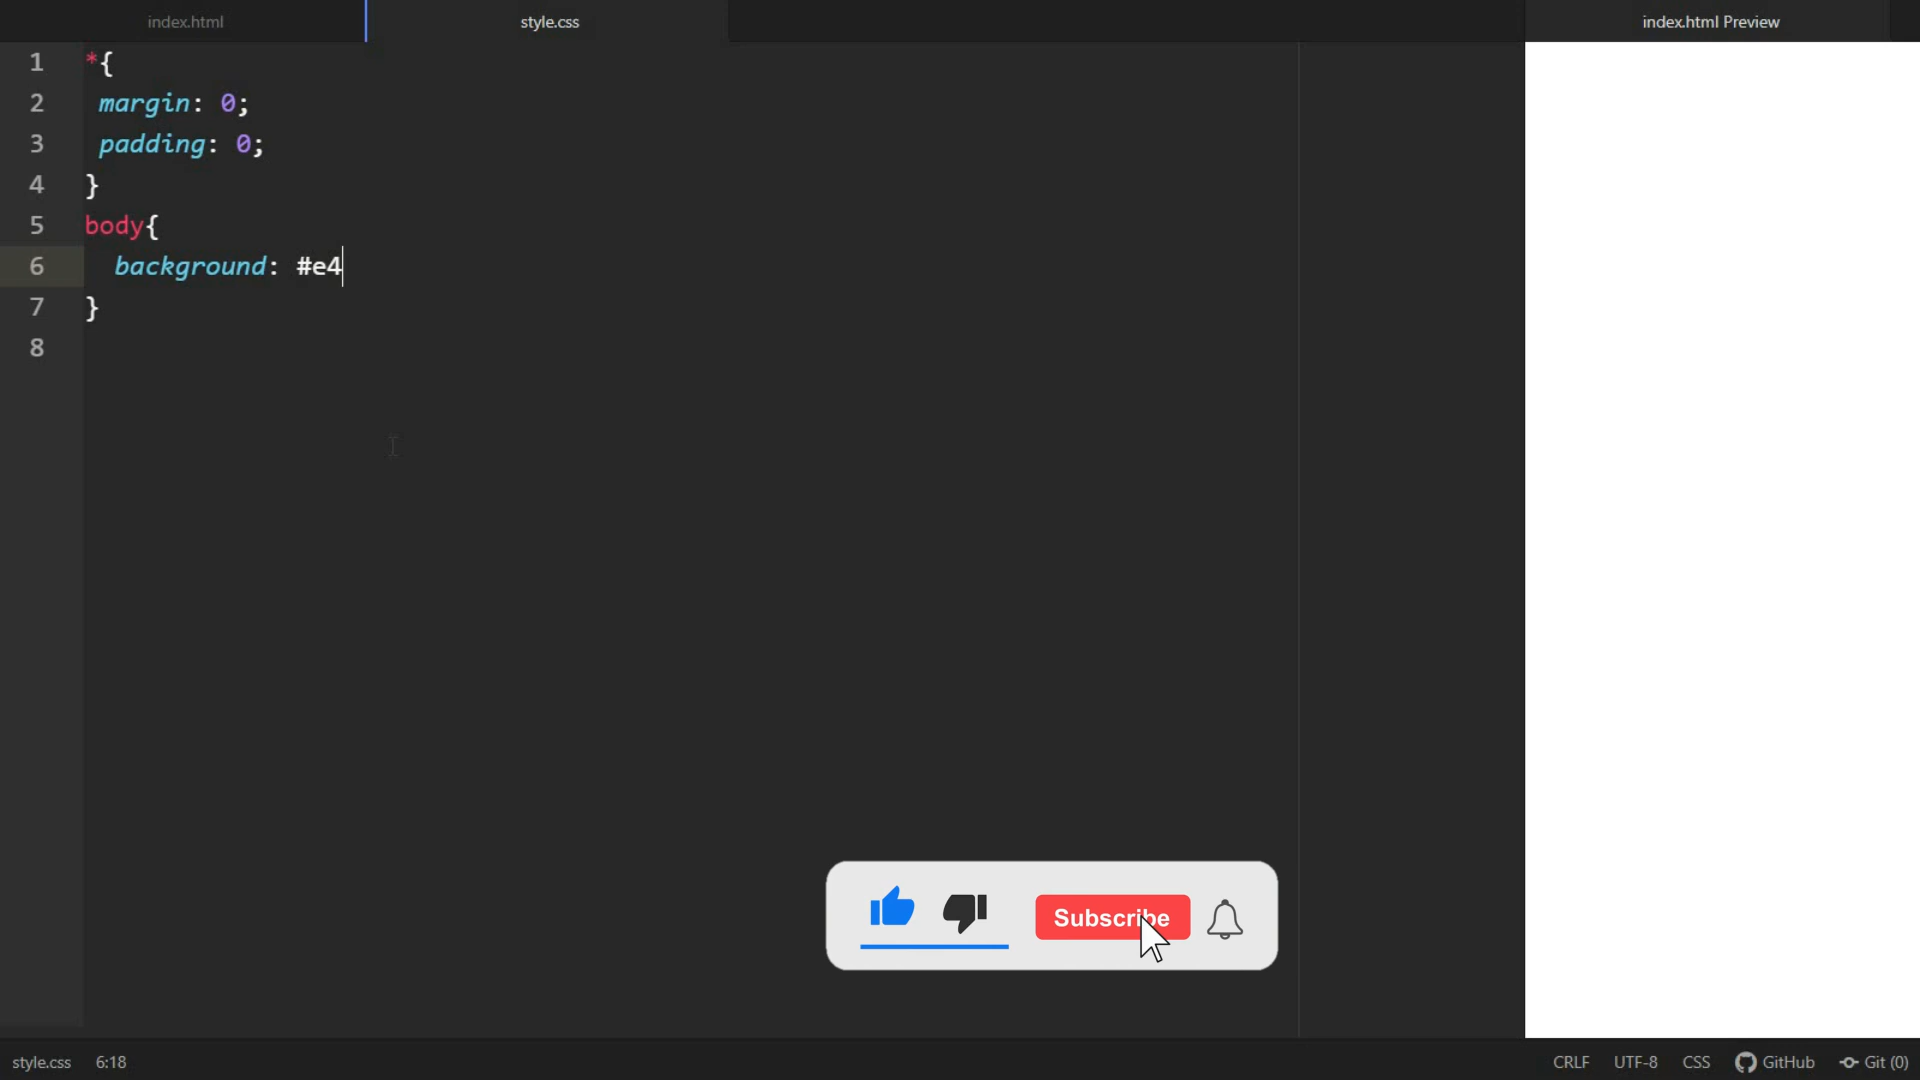 index.html
style.css
index.html Preview
1 *{
2 margin: 0;
3 padding: 0;
4 }
5 body{
6 background: #e4
7 }
8
Subscribe
style.css 6:18
CRLF UTF-8 CSS GitHub Git (0)